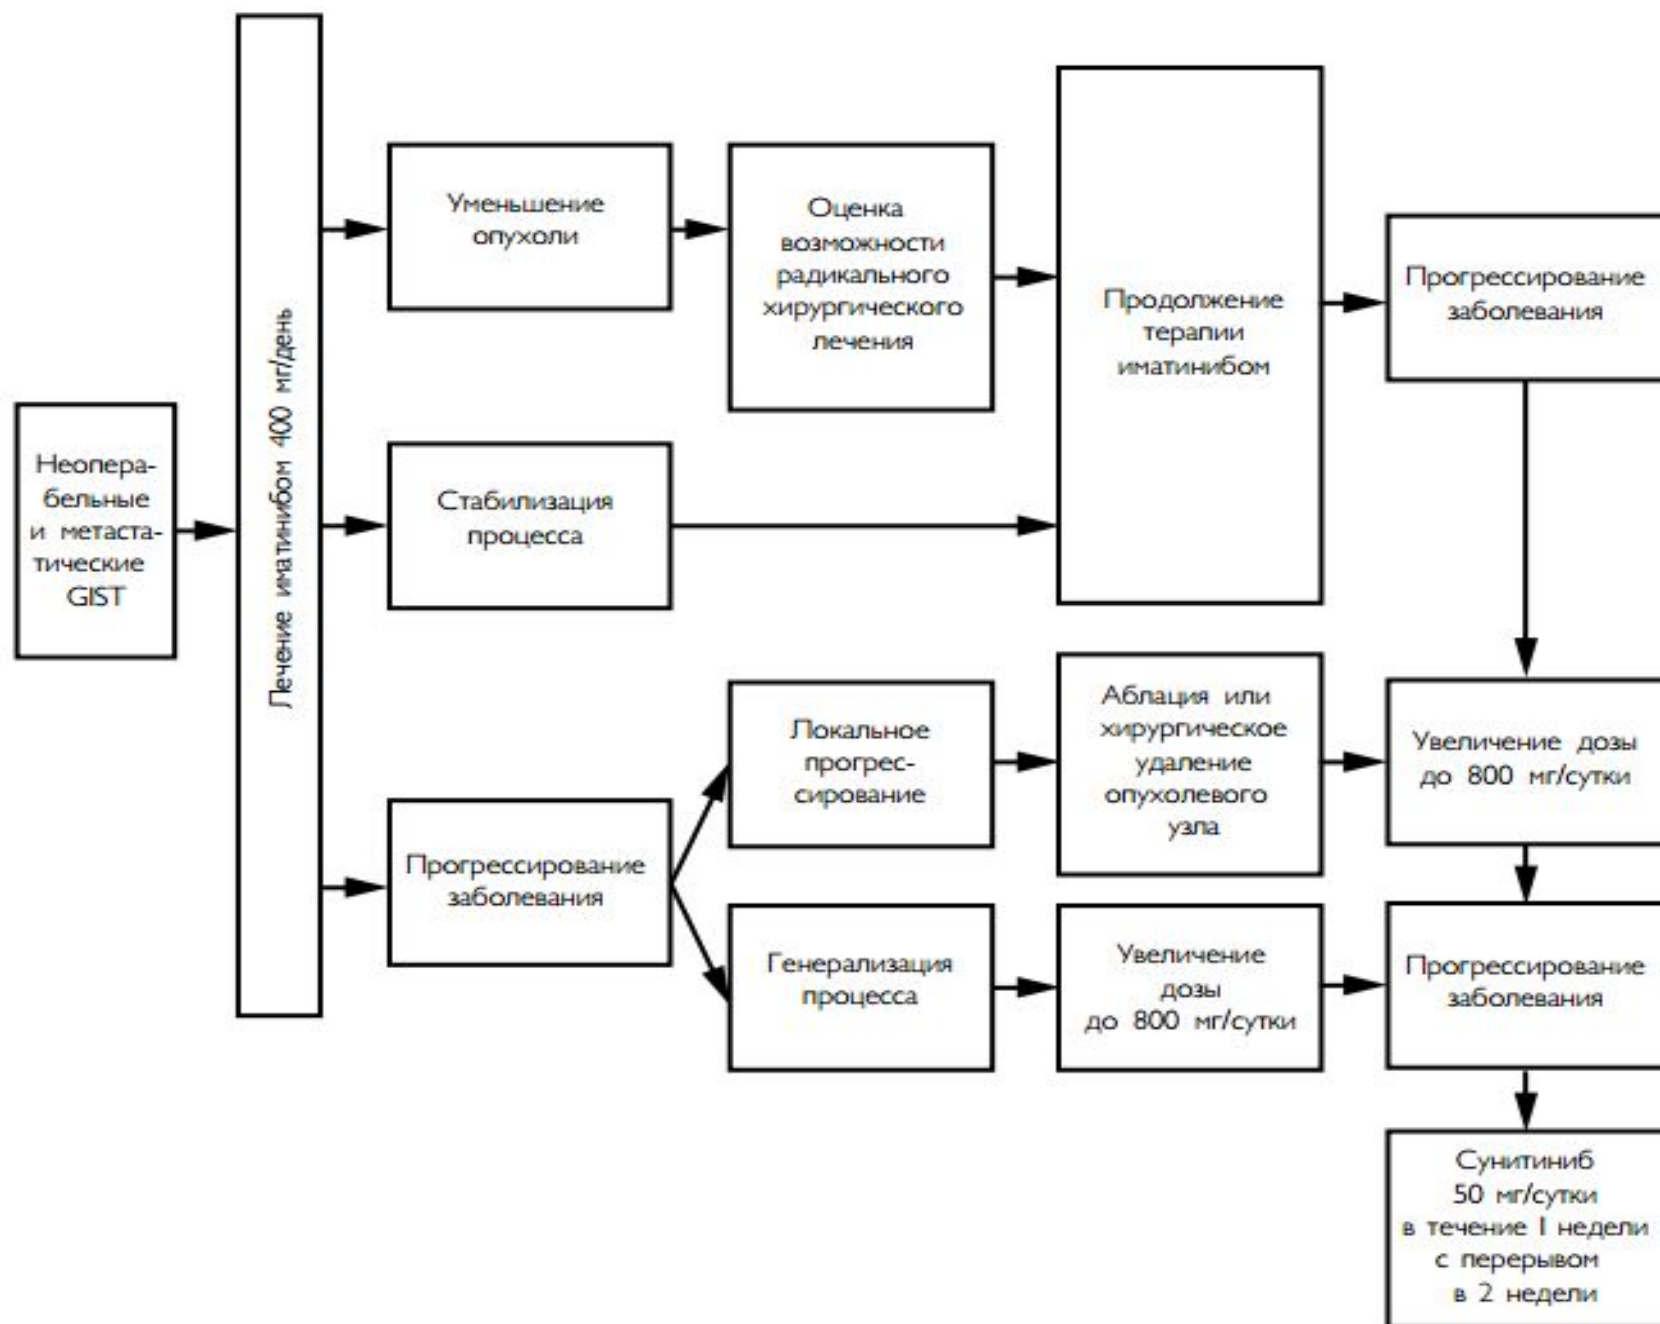 Неопера-
бельные
и метаста-
тические
GIST
Лечение иматинибом 400 мг/день
Уменьшение
опухоли
Оценка
возможности
радикального
хирургического
лечения
Продолжение
терапии
иматинибом
Прогрессирование
заболевания
Стабилизация
процесса
Прогрессирование
заболевания
Локальное
прогрес-
сирование
Аблация или
хирургическое
удаление
опухолевого
узла
Увеличение дозы
до 800 мг/сутки
Генерализация
процесса
Увеличение
дозы
до 800 мг/сутки
Прогрессирование
заболевания
Сунитиниб
50 мг/сутки
в течение 1 недели
с перерывом
в 2 недели